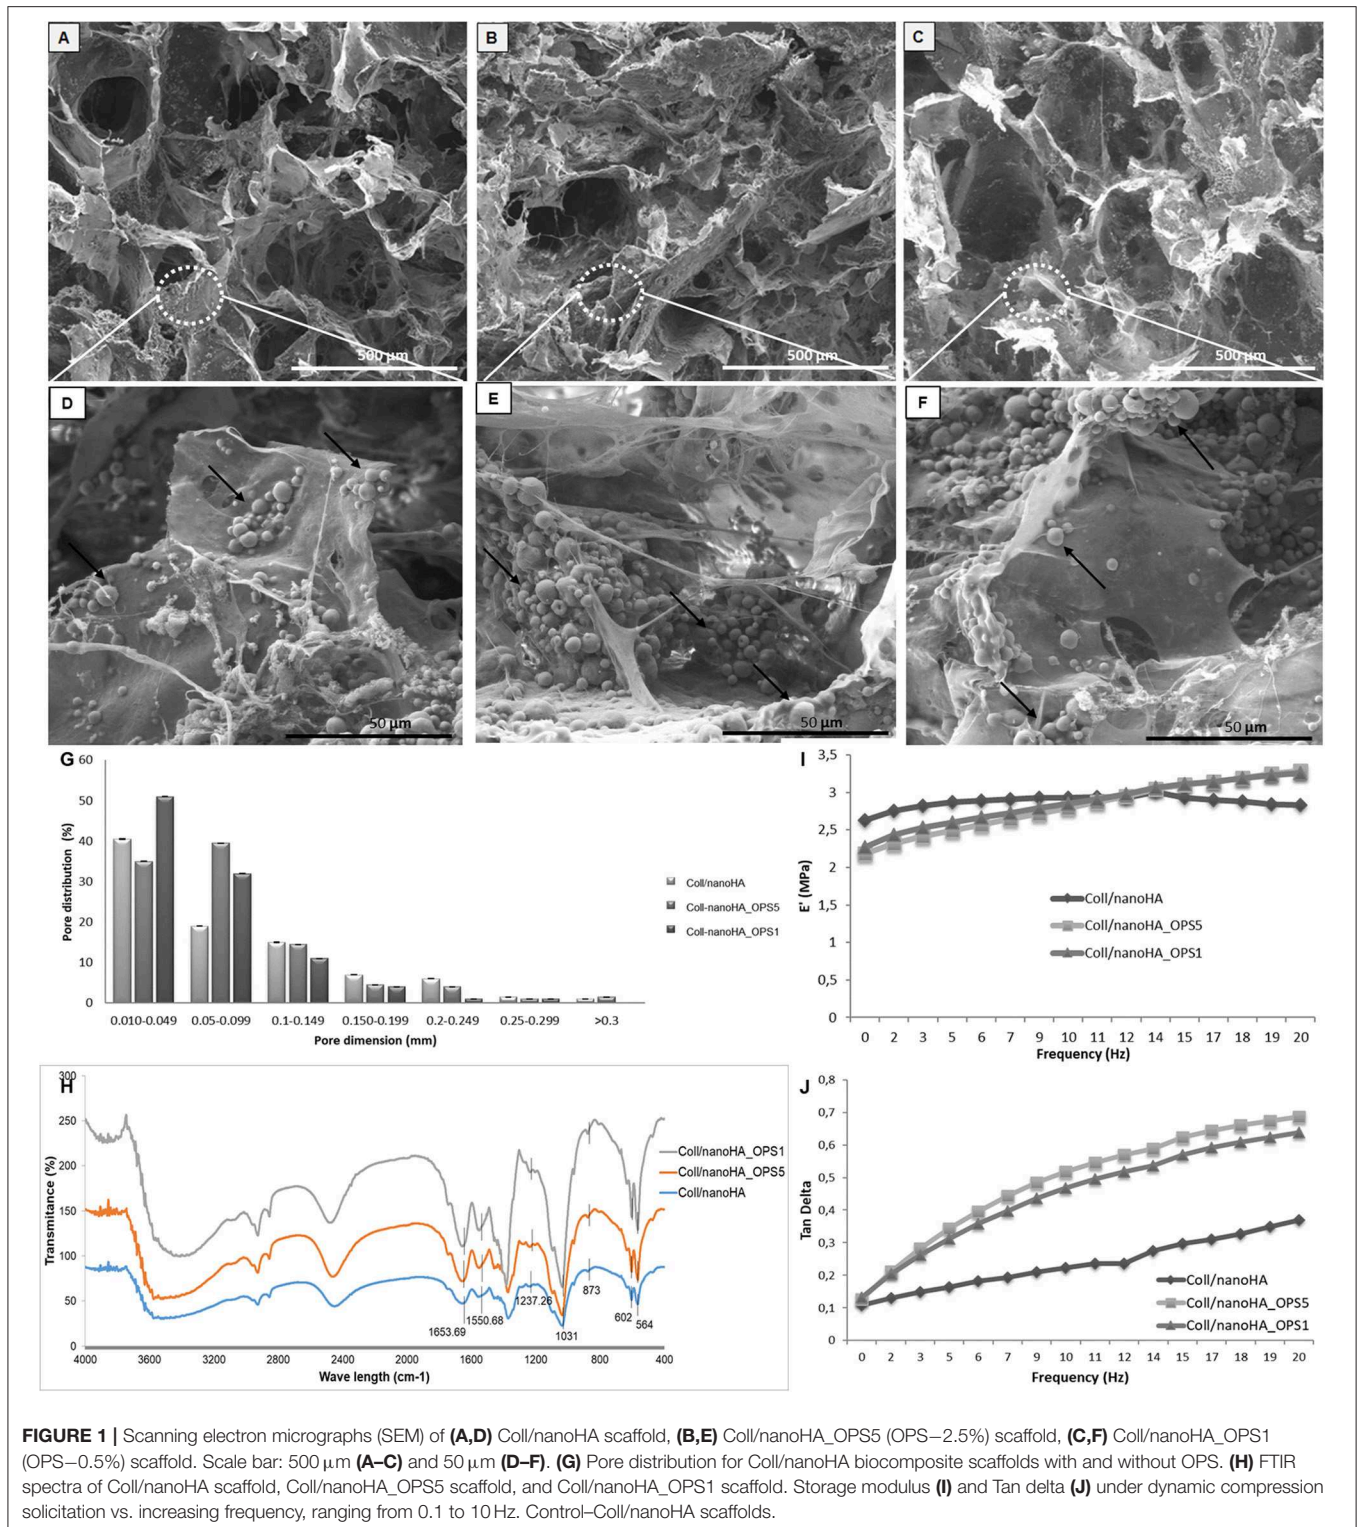 A
B
C
500 µm
500 µm
500 µm
D
E
F
50 µm
50 µm
50 µm
G
60
50
40
30
20
10
0
Pore distribution (%)
0.010-0.049 0.05-0.099 0.1-0.149 0.150-0.199 0.2-0.249 0.25-0.299 >0.3
Pore dimension (mm)
Coll/nanoHA
Coll-nanoHA_OPS5
Coll-nanoHA_OPS1
I
3,5
3
2,5
2
1,5
1
0,5
0
E' (MPa)
Coll/nanoHA
Coll/nanoHA_OPS5
Coll/nanoHA_OPS1
0 2 3 5 6 7 9 10 11 12 14 15 17 18 19 20
Frequency (Hz)
H
300
250
200
150
100
50
0
Transmitance (%)
Coll/nanoHA_OPS1
Coll/nanoHA_OPS5
Coll/nanoHA
1653.69
1550.68
1237.26
1031
873
602
564
4000 3600 3200 2800 2400 2000 1600 1200 800 400
Wave length (cm-1)
J
0,8
0,7
0,6
0,5
0,4
0,3
0,2
0,1
0
Tan Delta
Coll/nanoHA
Coll/nanoHA_OPS5
Coll/nanoHA_OPS1
0 2 3 5 6 7 9 10 11 12 14 15 17 18 19 20
Frequency (Hz)
FIGURE 1 | Scanning electron micrographs (SEM) of (A,D) Coll/nanoHA scaffold, (B,E) Coll/nanoHA_OPS5 (OPS−2.5%) scaffold, (C,F) Coll/nanoHA_OPS1
(OPS−0.5%) scaffold. Scale bar: 500 µm (A–C) and 50 µm (D–F). (G) Pore distribution for Coll/nanoHA biocomposite scaffolds with and without OPS. (H) FTIR
spectra of Coll/nanoHA scaffold, Coll/nanoHA_OPS5 scaffold, and Coll/nanoHA_OPS1 scaffold. Storage modulus (I) and Tan delta (J) under dynamic compression
solicitation vs. increasing frequency, ranging from 0.1 to 10 Hz. Control–Coll/nanoHA scaffolds.